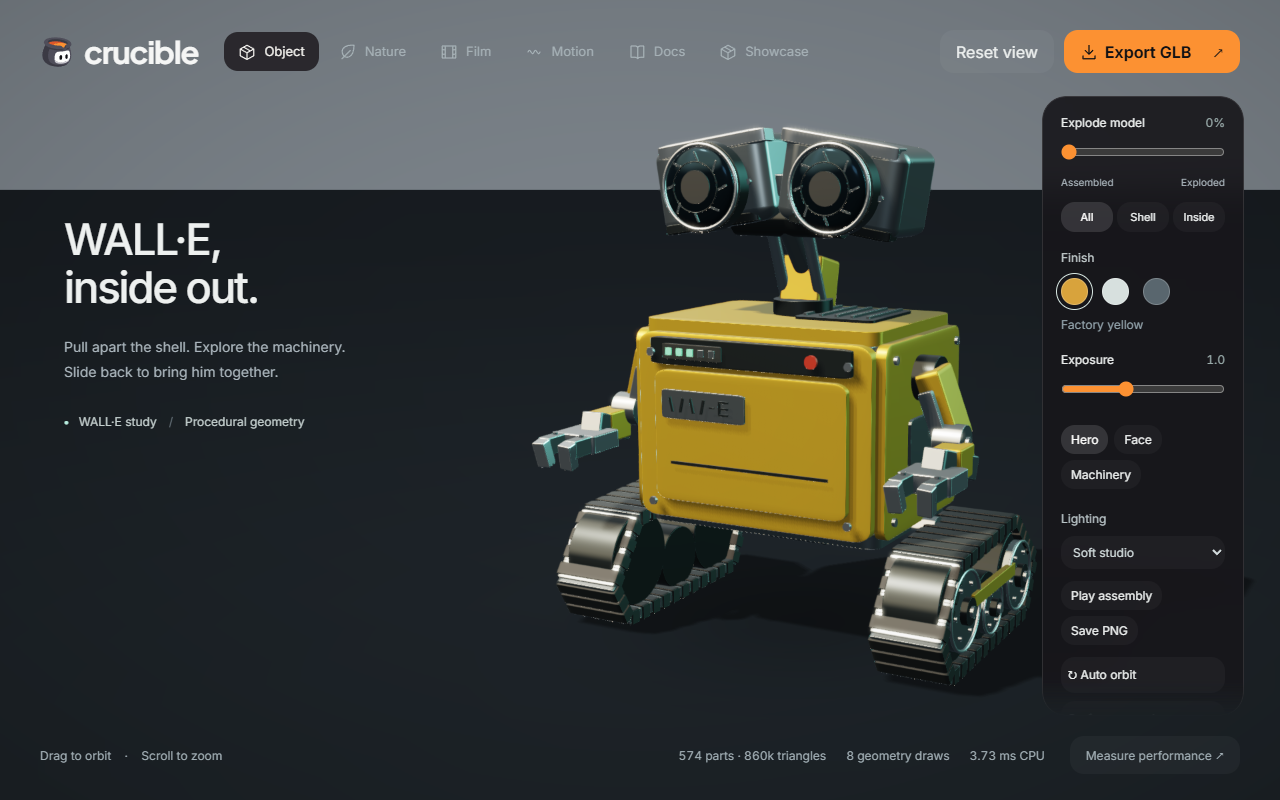 crucible
Object
Nature
Film
Motion
Docs
Showcase
Reset view
Export GLB ↗
Explode model 0%
Assembled Exploded
All Shell Inside
Finish
Factory yellow
Exposure 1.0
Hero Face
Machinery
Lighting
Soft studio
Play assembly
Save PNG
↻ Auto orbit
WALL·E,
inside out.
Pull apart the shell. Explore the machinery.
Slide back to bring him together.
• WALL·E study / Procedural geometry
Drag to orbit · Scroll to zoom
574 parts · 860k triangles 8 geometry draws 3.73 ms CPU
Measure performance ↗